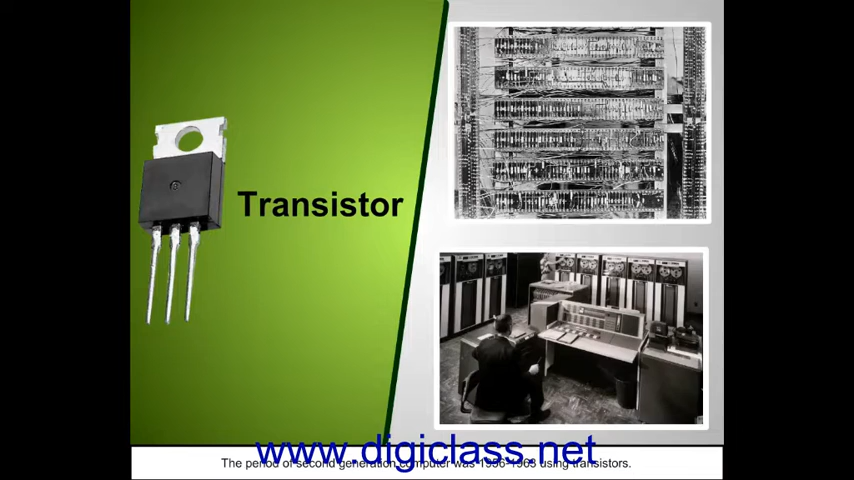 Transistor
www.digiclass.net
The period of second generation computer was 1956-1963 using transistors.